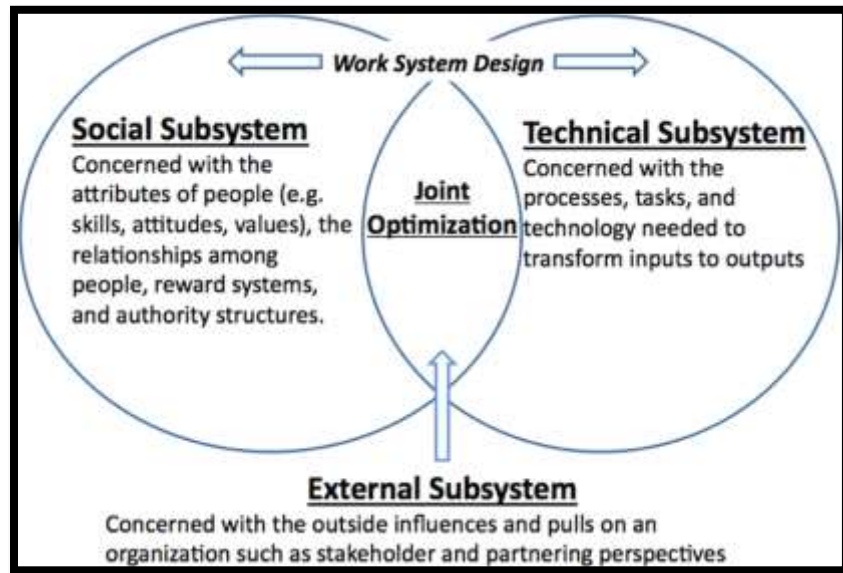 Work System Design
Social Subsystem
Concerned with the
attributes of people (e.g.
skills, attitudes, values), the
relationships among
people, reward systems,
and authority structures.
Joint
Optimization
Technical Subsystem
Concerned with the
processes, tasks, and
technology needed to
transform inputs to outputs
External Subsystem
Concerned with the outside influences and pulls on an
organization such as stakeholder and partnering perspectives